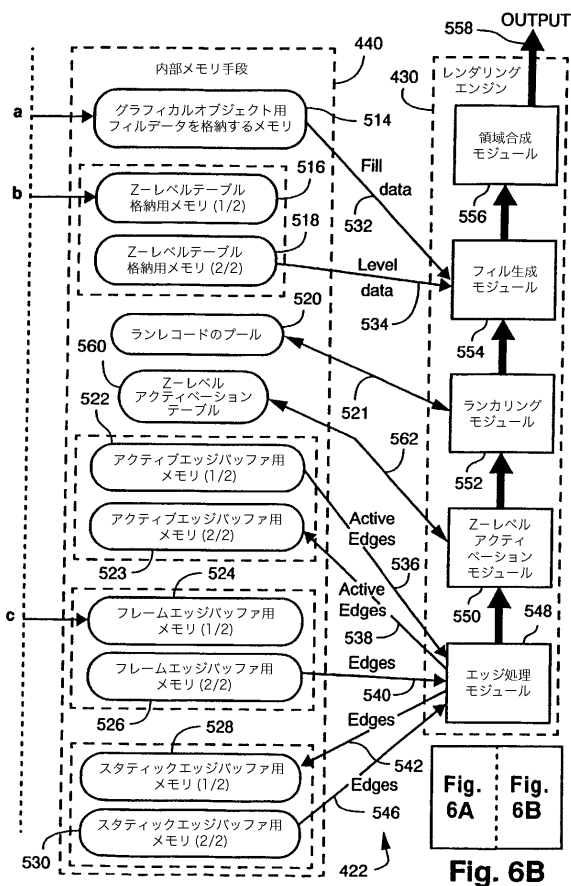 OUTPUT
558
440
内部メモリ手段
430
レンダリング
エンジン
a
グラフィカルオブジェクト用
フィルデータを格納するメモリ
514
領域合成
モジュール
Fill
data
532
556
b
Z-レベルテーブル
格納用メモリ(1/2)
516
Z-レベルテーブル
格納用メモリ(2/2)
518
Level
data
534
フィル生成
モジュール
554
520
ランレコードのプール
521
560
Z-レベル
アクティベーション
テーブル
562
ランカリング
モジュール
552
522
アクティブエッジバッファ用
メモリ(1/2)
アクティブエッジバッファ用
メモリ(2/2)
523
Active
Edges
536
Active
Edges
538
Z-レベル
アクティ
ベーション
モジュール
550
548
524
c
フレームエッジバッファ用
メモリ(1/2)
フレームエッジバッファ用
メモリ(2/2)
526
Edges
540
エッジ処理
モジュール
528
Edges
542
スタティックエッジバッファ用
メモリ(1/2)
スタティックエッジバッファ用
メモリ(2/2)
530
Edges
546
422
Fig.
6A
Fig.
6B
Fig. 6B